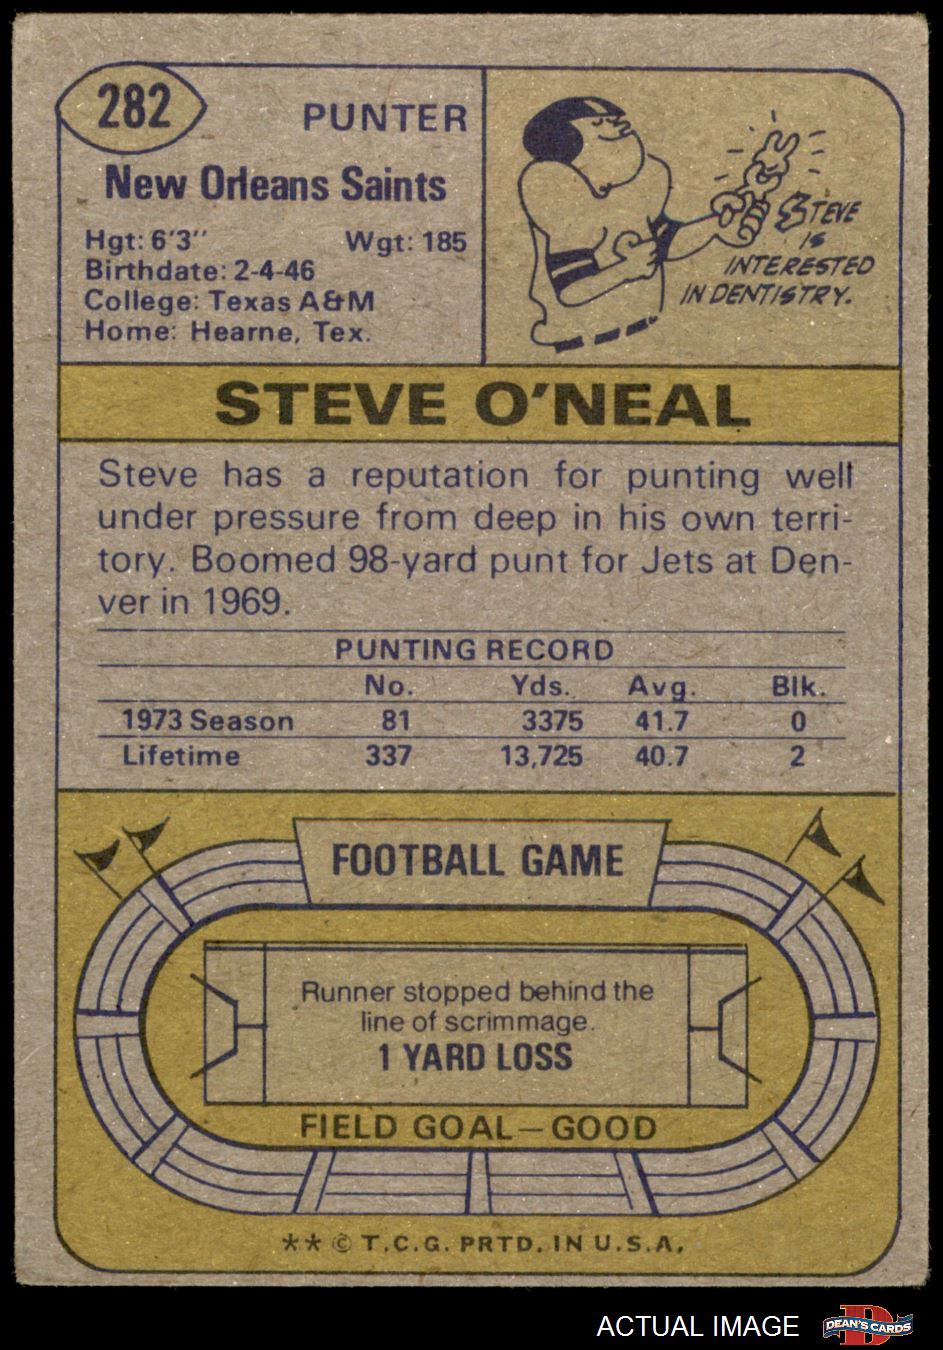 282
PUNTER
New Orleans Saints
Hgt: 6'3" Wgt: 185
Birthdate: 2-4-46
College: Texas A&M
Home: Hearne, Tex.
STEVE
IS
INTERESTED
IN DENTISTRY.
STEVE O'NEAL
Steve has a reputation for punting well
under pressure from deep in his own terri-
tory. Boomed 98-yard punt for Jets at Den-
ver in 1969.
PUNTING RECORD
No. Yds. Avg. Blk.
1973 Season 81 3375 41.7 0
Lifetime 337 13,725 40.7 2
FOOTBALL GAME
Runner stopped behind the
line of scrimmage.
1 YARD LOSS
FIELD GOAL—GOOD
** © T.C.G. PRTD. IN U.S.A.
ACTUAL IMAGE
D
DEAN'S CARDS